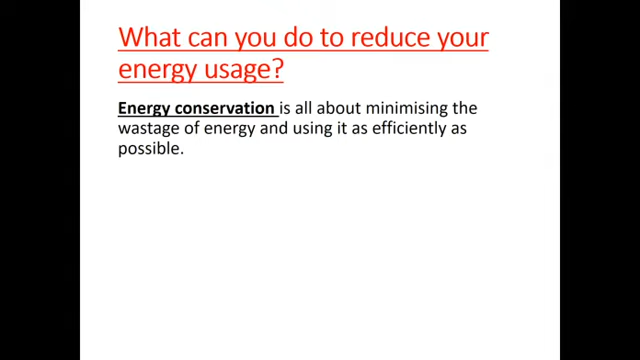 What can you do to reduce your
energy usage?
Energy conservation is all about minimising the
wastage of energy and using it as efficiently as
possible.